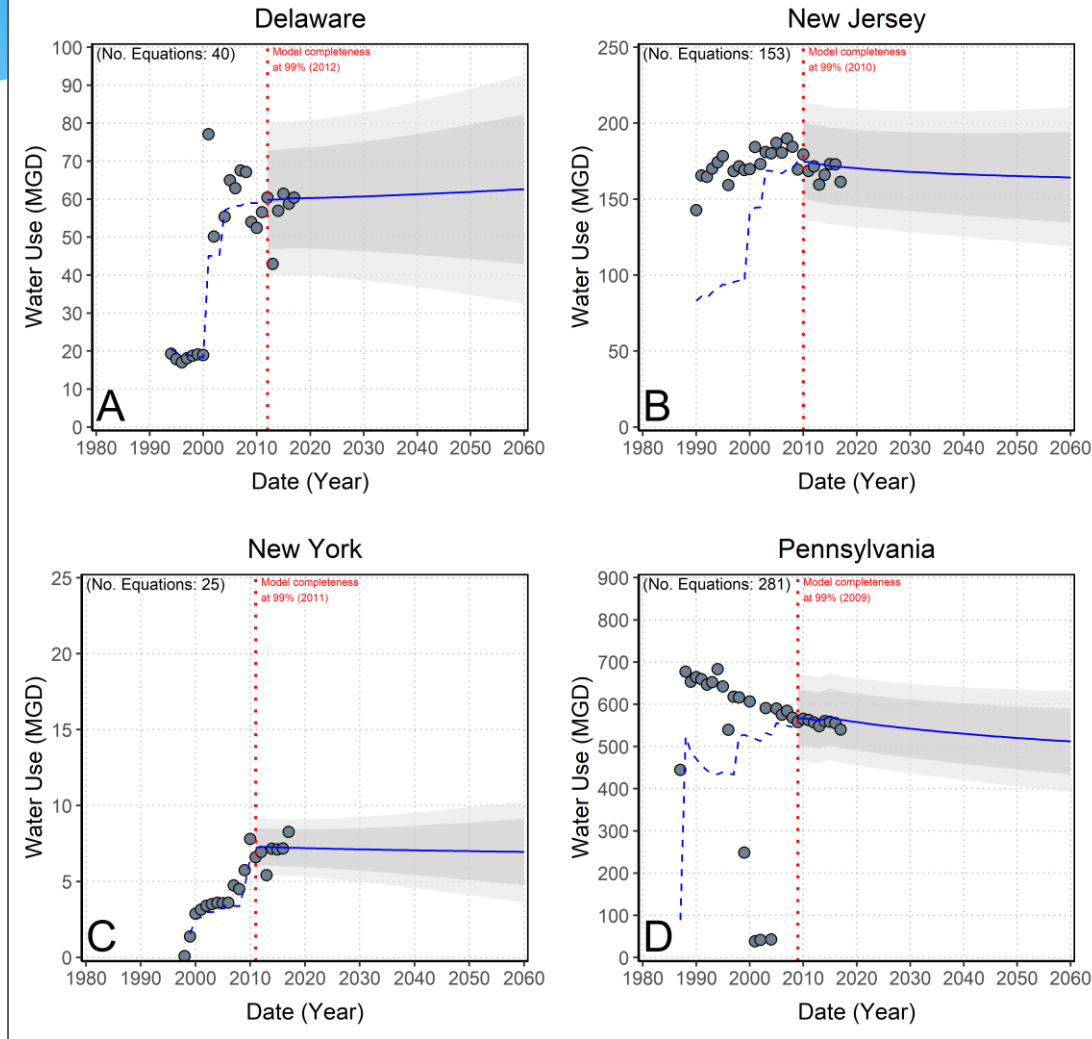 Delaware
(No. Equations: 40)
Model completeness
at 99% (2012)
100
90
80
70
60
50
40
30
20
10
0
Water Use (MGD)
A
1980 1990 2000 2010 2020 2030 2040 2050 2060
Date (Year)
New Jersey
(No. Equations: 153)
Model completeness
at 99% (2010)
250
200
150
100
50
0
Water Use (MGD)
B
1980 1990 2000 2010 2020 2030 2040 2050 2060
Date (Year)
New York
(No. Equations: 25)
Model completeness
at 99% (2011)
25
20
15
10
5
0
Water Use (MGD)
C
1980 1990 2000 2010 2020 2030 2040 2050 2060
Date (Year)
Pennsylvania
(No. Equations: 281)
Model completeness
at 99% (2009)
900
800
700
600
500
400
300
200
100
0
Water Use (MGD)
D
1980 1990 2000 2010 2020 2030 2040 2050 2060
Date (Year)